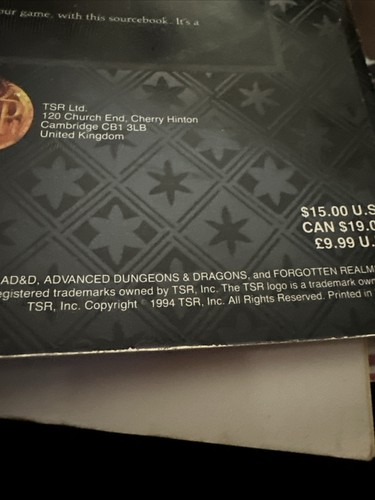 our game, with this sourcebook. It's a
TSR Ltd.
120 Church End, Cherry Hinton
Cambridge CB1 3LB
United Kingdom
$15.00 U.S
CAN $19.0
£9.99 U.
AD&D, ADVANCED DUNGEONS & DRAGONS, and FORGOTTEN REALM
egistered trademarks owned by TSR, Inc. The TSR logo is a trademark own
TSR, Inc. Copyright © 1994 TSR, Inc. All Rights Reserved. Printed in